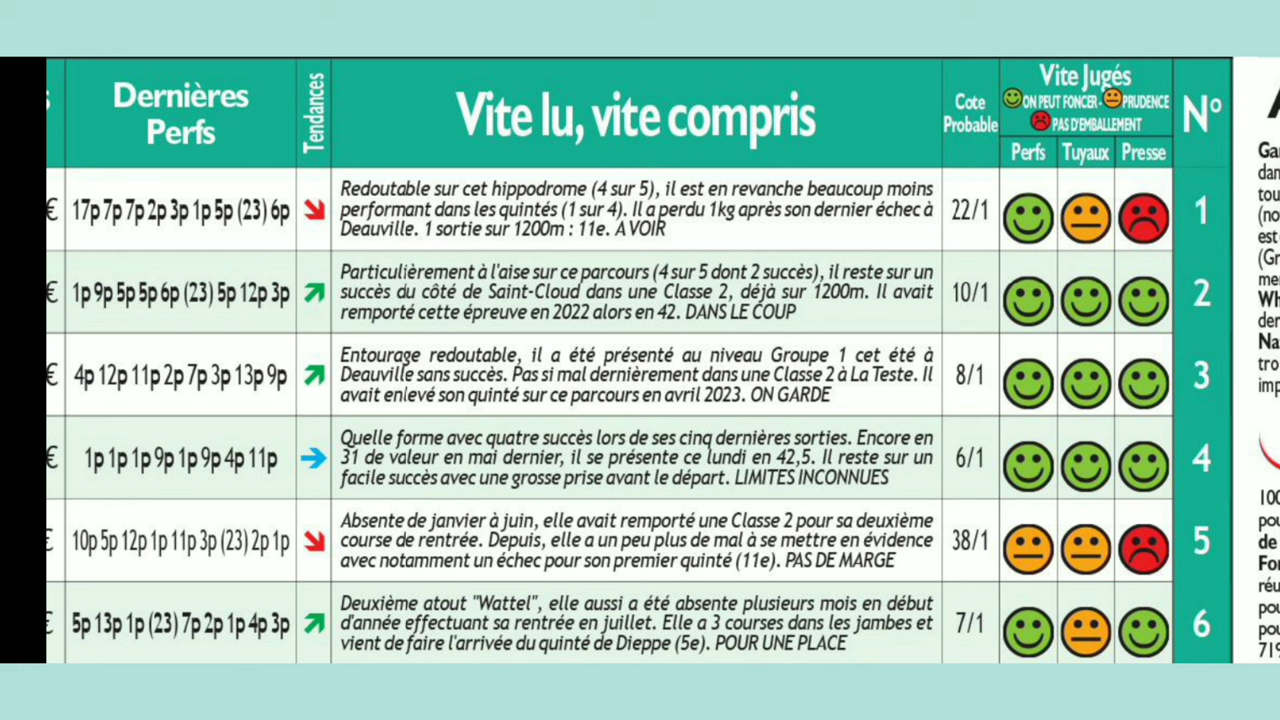 Dernières
Perfs
Tendances
Vite lu, vite compris
Cote
Probable
Vite Jugés
ON PEUT FONCER - PRUDENCE
PAS D'EMBALLEMENT
Perfs Tuyaux Presse
N°
€ 17p 7p 7p 2p 3p 1p 5p (23) 6p
Redoutable sur cet hippodrome (4 sur 5), il est en revanche beaucoup moins
performant dans les quintés (1 sur 4). Il a perdu 1kg après son dernier échec à
Deauville. 1 sortie sur 1200m : 11e. A VOIR
22/1
1
€ 1p 9p 5p 5p 6p (23) 5p 12p 3p
Particulièrement à l'aise sur ce parcours (4 sur 5 dont 2 succès), il reste sur un
succès du côté de Saint-Cloud dans une Classe 2, déjà sur 1200m. Il avait
remporté cette épreuve en 2022 alors en 42. DANS LE COUP
10/1
2
€ 4p 12p 11p 2p 7p 3p 13p 9p
Entourage redoutable, il a été présenté au niveau Groupe 1 cet été à
Deauville sans succès. Pas si mal dernièrement dans une Classe 2 à La Teste. Il
avait enlevé son quinté sur ce parcours en avril 2023. ON GARDE
8/1
3
€ 1p 1p 1p 9p 1p 9p 4p 11p
Quelle forme avec quatre succès lors de ses cinq dernières sorties. Encore en
31 de valeur en mai dernier, il se présente ce lundi en 42,5. Il reste sur un
facile succès avec une grosse prise avant le départ. LIMITES INCONNUES
6/1
4
€ 10p 5p 12p 1p 11p 3p (23) 2p 1p
Absente de janvier à juin, elle avait remporté une Classe 2 pour sa deuxième
course de rentrée. Depuis, elle a un peu plus de mal à se mettre en évidence
avec notamment un échec pour son premier quinté (11e). PAS DE MARGE
38/1
5
€ 5p 13p 1p (23) 7p 2p 1p 4p 3p
Deuxième atout "Wattel", elle aussi a été absente plusieurs mois en début
d'année effectuant sa rentrée en juillet. Elle a 3 courses dans les jambes et
vient de faire l'arrivée du quinté de Dieppe (5e). POUR UNE PLACE
7/1
6